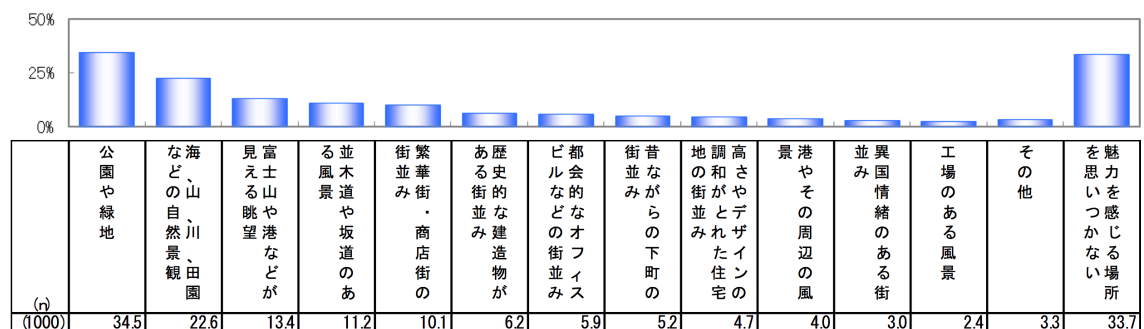 50%
25%
0%
公園や緑地
海、山、川、田園
などの自然景観
富士山や港などが
見える眺望
並木道や坂道のあ
る風景
繁華街・商店街の
街並み
歴史的な建造物が
ある街並み
都会的なオフィス
ビルなどの街並み
昔ながらの下町の
街並み
高さやデザインの
調和がとれた住宅
地の街並み
港やその周辺の風
景
異国情緒のある街
並み
工場のある風景
その他
魅力を感じる場所
を思いつかない
(n)
(1000) 34.5 22.6 13.4 11.2 10.1 6.2 5.9 5.2 4.7 4.0 3.0 2.4 3.3 33.7